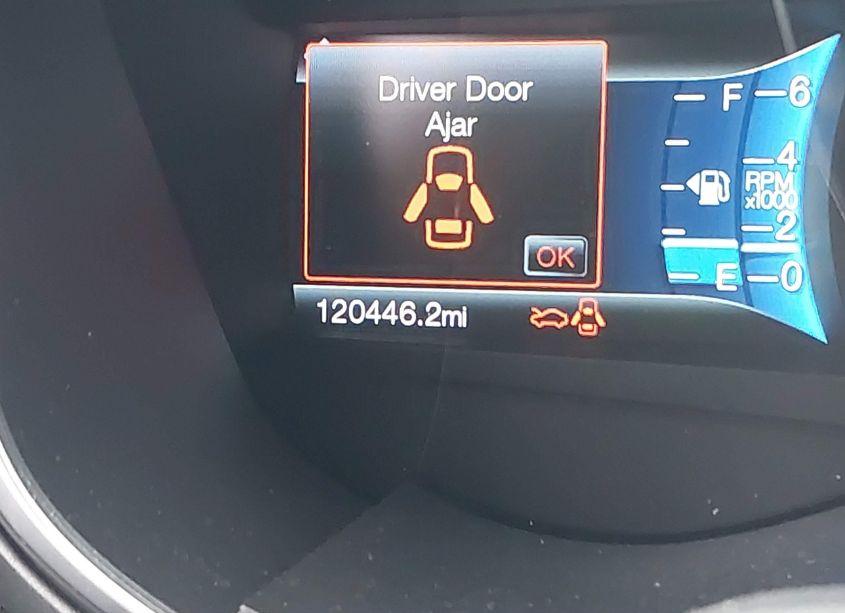 Driver Door
Ajar
OK
120446.2mi
F
E
6
4
RPM
x1000
2
0